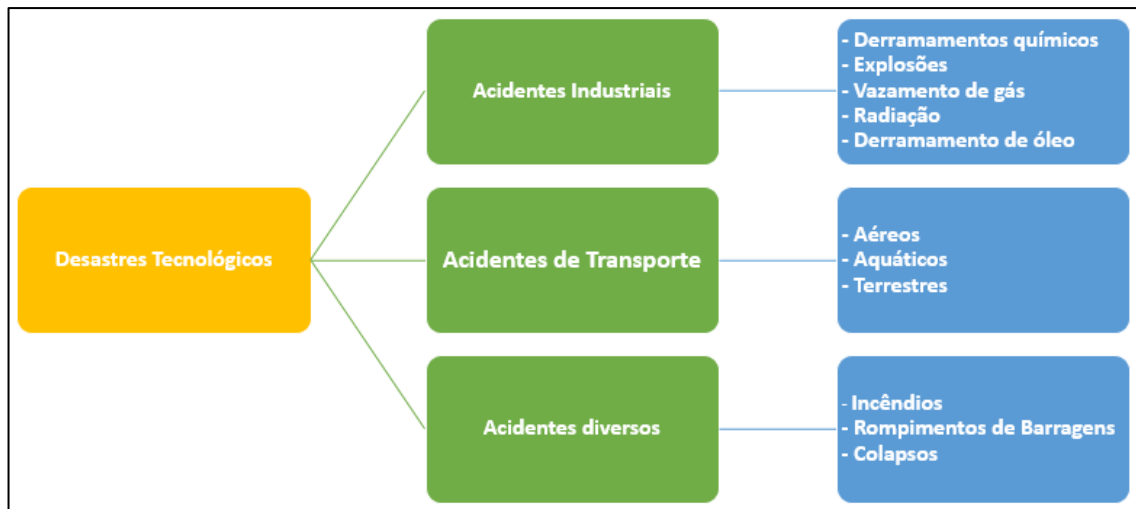 Desastres Tecnológicos
Acidentes Industriais
- Derramamentos químicos
- Explosões
- Vazamento de gás
- Radiação
- Derramamento de óleo
Acidentes de Transporte
- Aéreos
- Aquáticos
- Terrestres
Acidentes diversos
- Incêndios
- Rompimentos de Barragens
- Colapsos